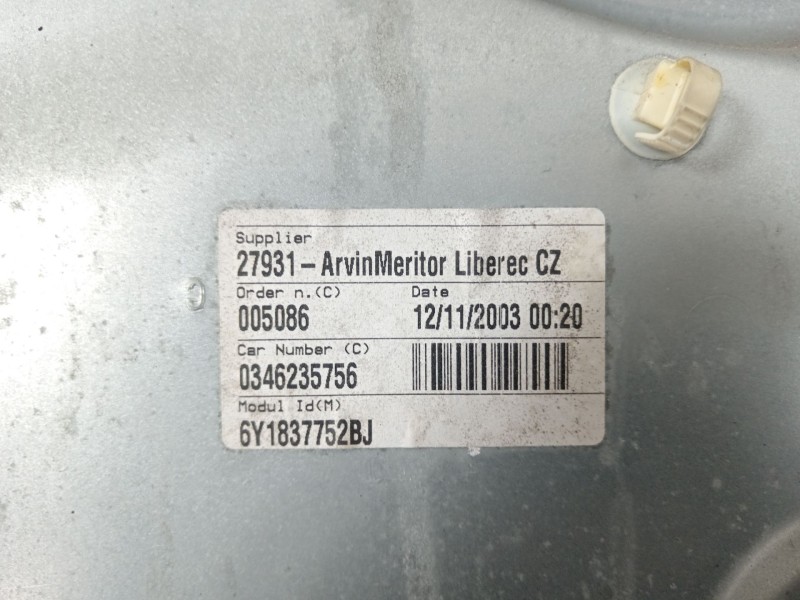 Supplier
27931-ArvinMeritor Liberec CZ
Order n.(C) Date
005086 12/11/2003 00:20
Car Number (C)
0346235756
Modul Id(M)
6Y1837752BJ